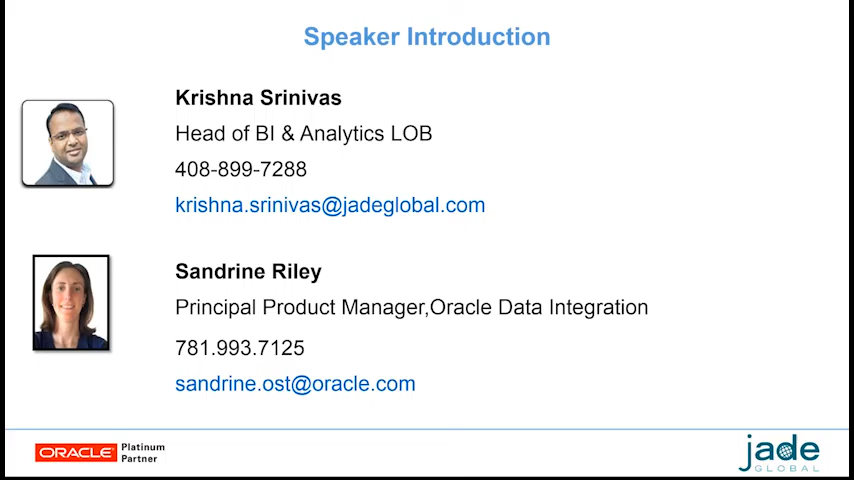 Speaker Introduction
Krishna Srinivas
Head of BI & Analytics LOB
408-899-7288
krishna.srinivas@jadeglobal.com
Sandrine Riley
Principal Product Manager,Oracle Data Integration
781.993.7125
sandrine.ost@oracle.com
ORACLE Platinum
Partner
jade
GLOBAL